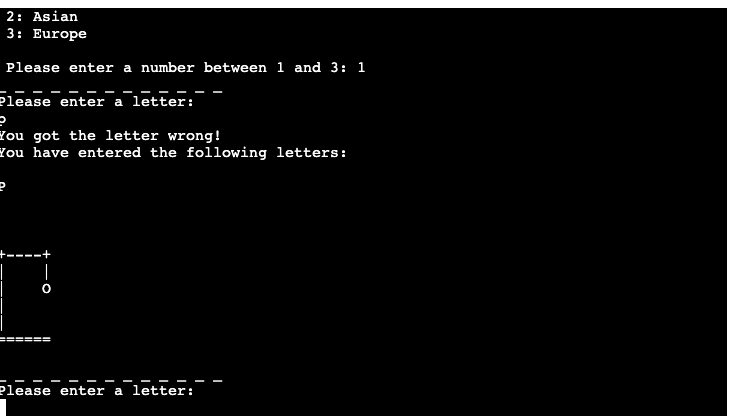 2: Asian
3: Europe
Please enter a number between 1 and 3: 1
_ _ _ _ _ _ _ _ _ _ _ _ _
Please enter a letter:
p
You got the letter wrong!
You have entered the following letters:
P
+----+
|    |
|    O
|
|
======
_ _ _ _ _ _ _ _ _ _ _ _ _
Please enter a letter: